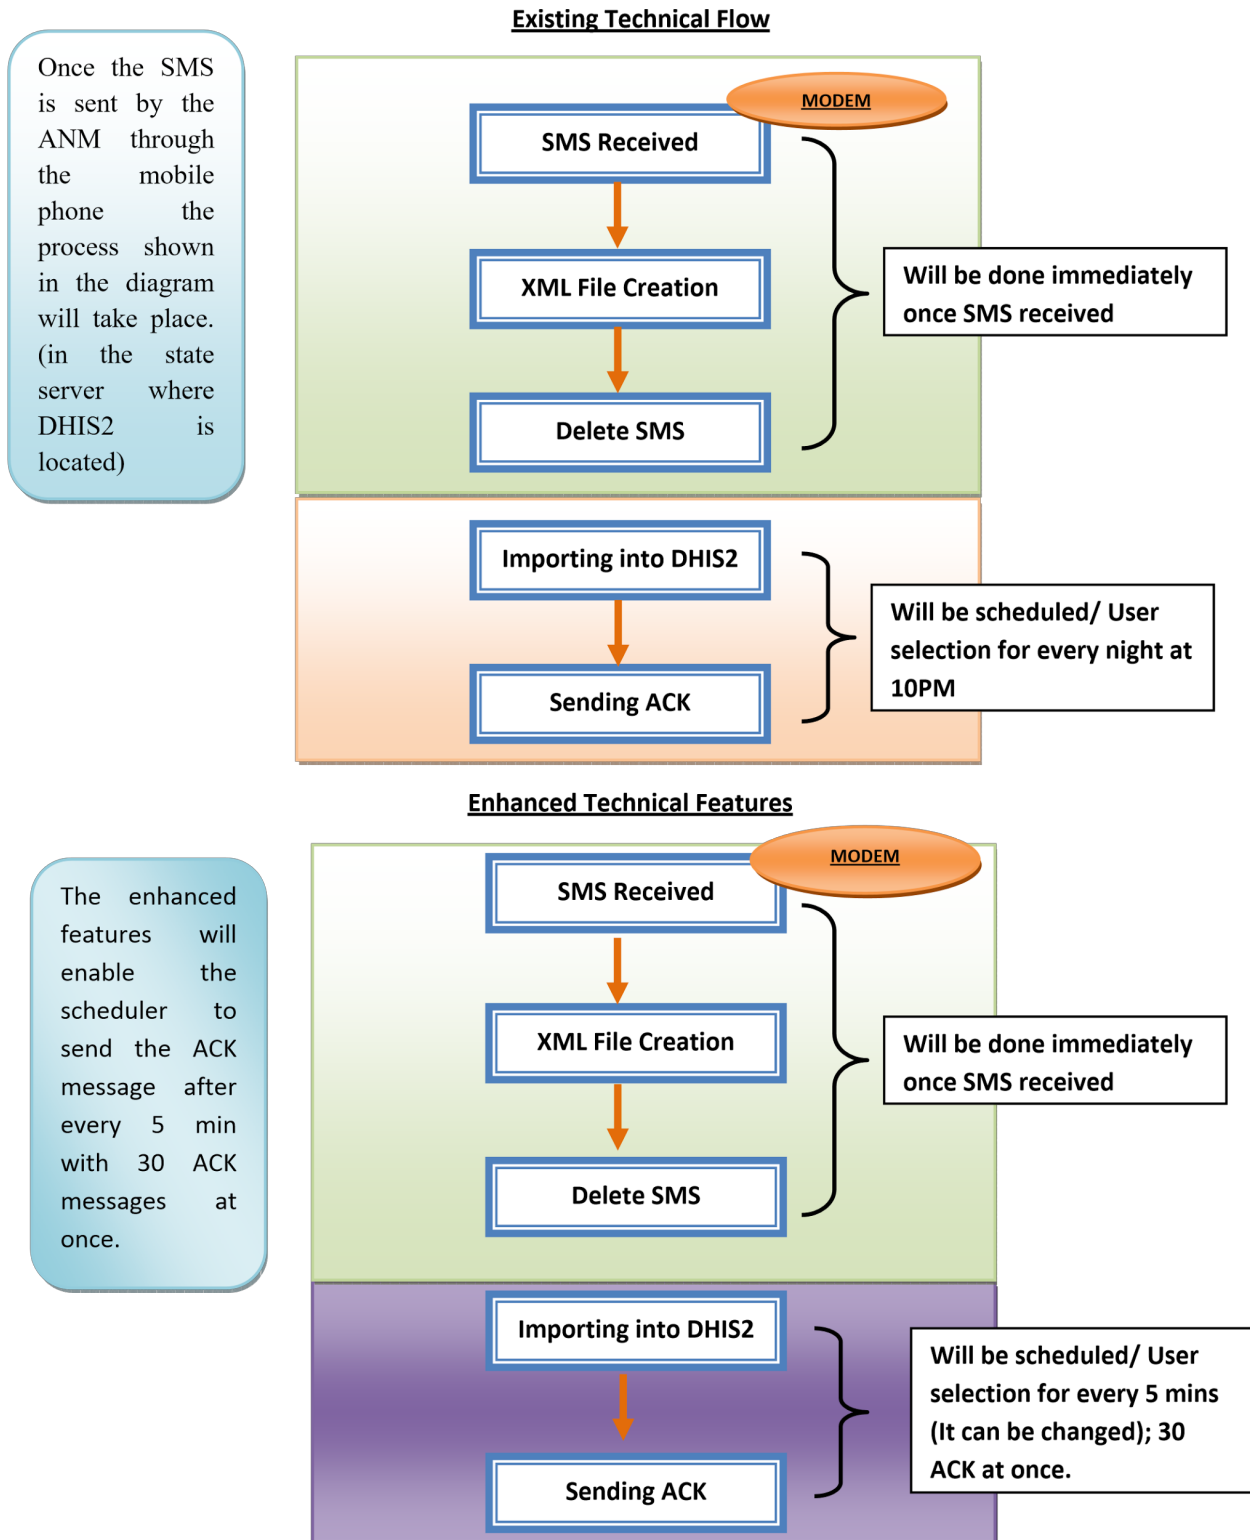 Existing Technical Flow
Once the SMS
is sent by the
ANM through
the mobile
phone the
process shown
in the diagram
will take place.
(in the state
server where
DHIS2 is
located)
MODEM
SMS Received
XML File Creation
Delete SMS
Will be done immediately
once SMS received
Importing into DHIS2
Sending ACK
Will be scheduled/ User
selection for every night at
10PM
Enhanced Technical Features
The enhanced
features will
enable the
scheduler to
send the ACK
message after
every 5 min
with 30 ACK
messages at
once.
MODEM
SMS Received
XML File Creation
Delete SMS
Will be done immediately
once SMS received
Importing into DHIS2
Sending ACK
Will be scheduled/ User
selection for every 5 mins
(It can be changed); 30
ACK at once.